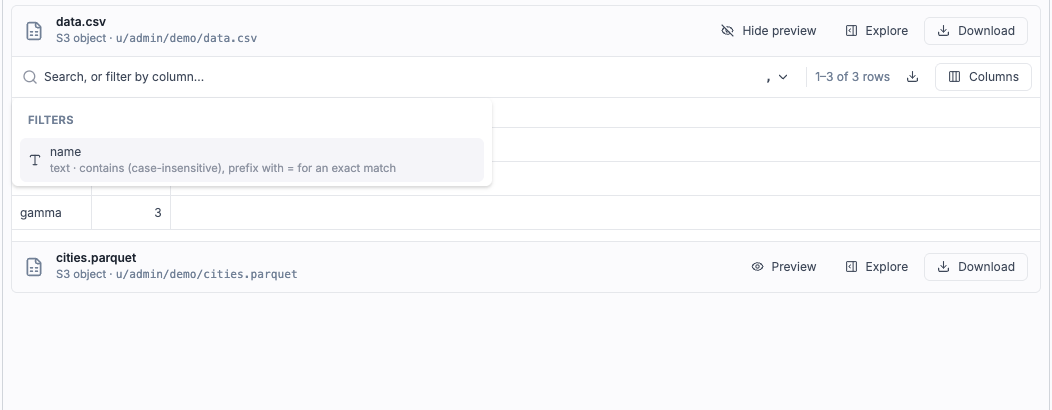 data.csv
S3 object · u/admin/demo/data.csv
Hide preview
Explore
Download
Search, or filter by column...
,
1–3 of 3 rows
Columns
FILTERS
name
text · contains (case-insensitive), prefix with = for an exact match
gamma 3
cities.parquet
S3 object · u/admin/demo/cities.parquet
Preview
Explore
Download